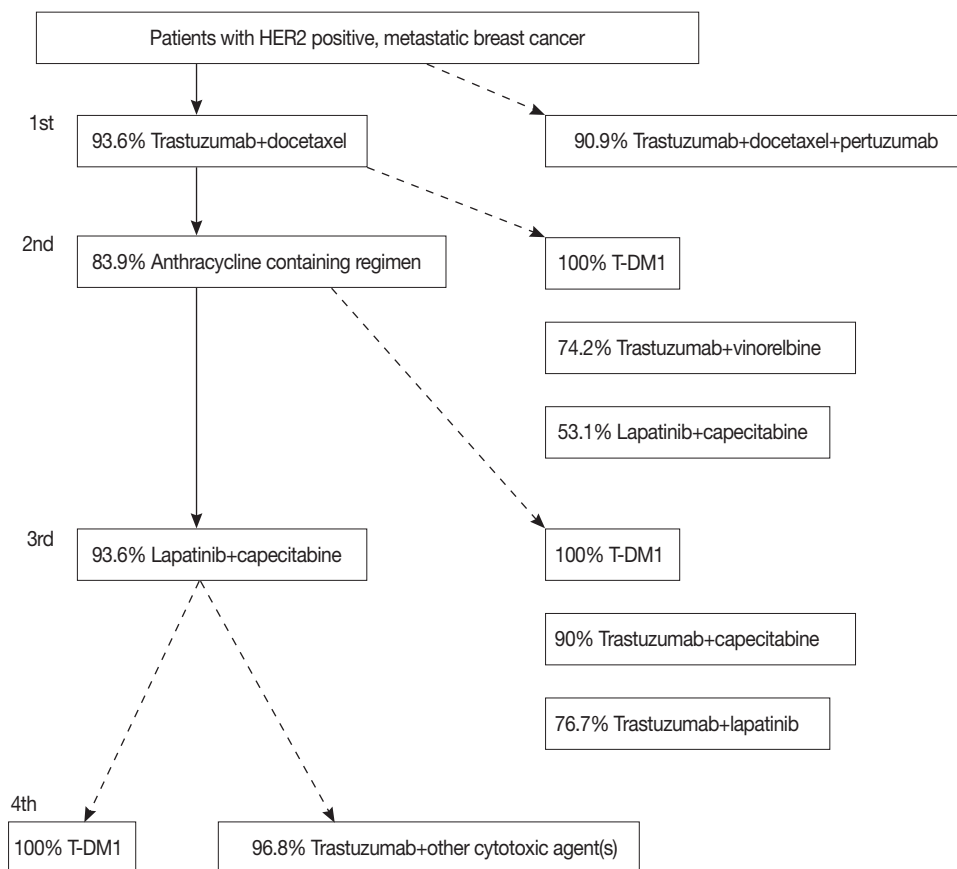 Patients with HER2 positive, metastatic breast cancer
1st
93.6% Trastuzumab+docetaxel
90.9% Trastuzumab+docetaxel+pertuzumab
2nd
83.9% Anthracycline containing regimen
100% T-DM1
74.2% Trastuzumab+vinorelbine
53.1% Lapatinib+capecitabine
3rd
93.6% Lapatinib+capecitabine
100% T-DM1
90% Trastuzumab+capecitabine
76.7% Trastuzumab+lapatinib
4th
100% T-DM1
96.8% Trastuzumab+other cytotoxic agent(s)